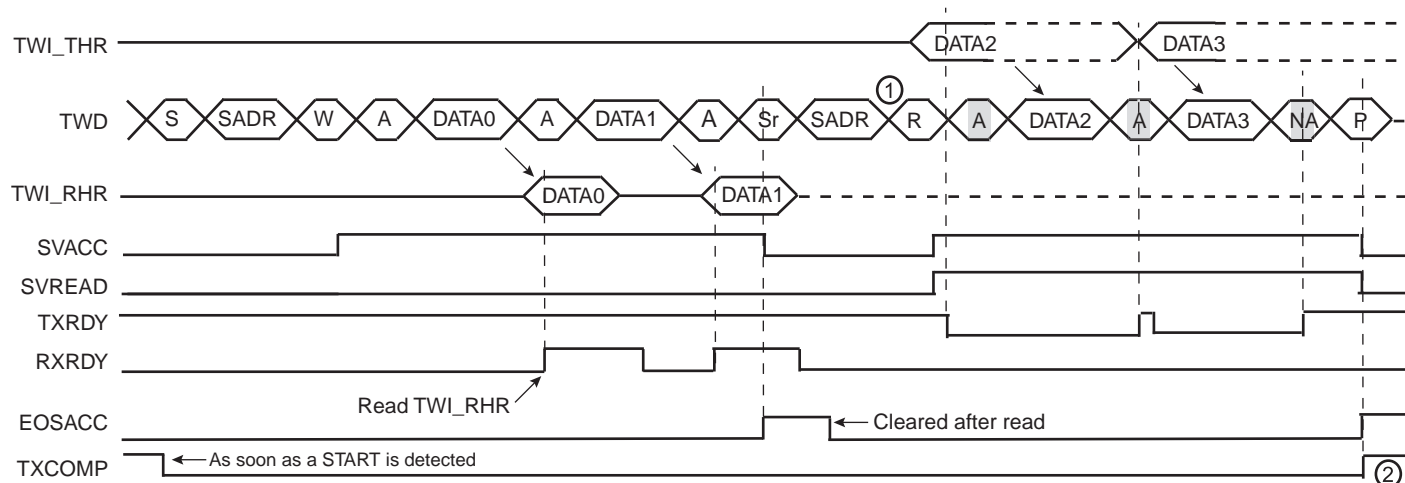 TWI_THR DATA2 DATA3
①
TWD S SADR W A DATA0 A DATA1 A Sr SADR R A DATA2 A DATA3 NA P
TWI_RHR DATA0 DATA1
SVACC
SVREAD
TXRDY
RXRDY
Read TWI_RHR
EOSACC Cleared after read
As soon as a START is detected
TXCOMP ②